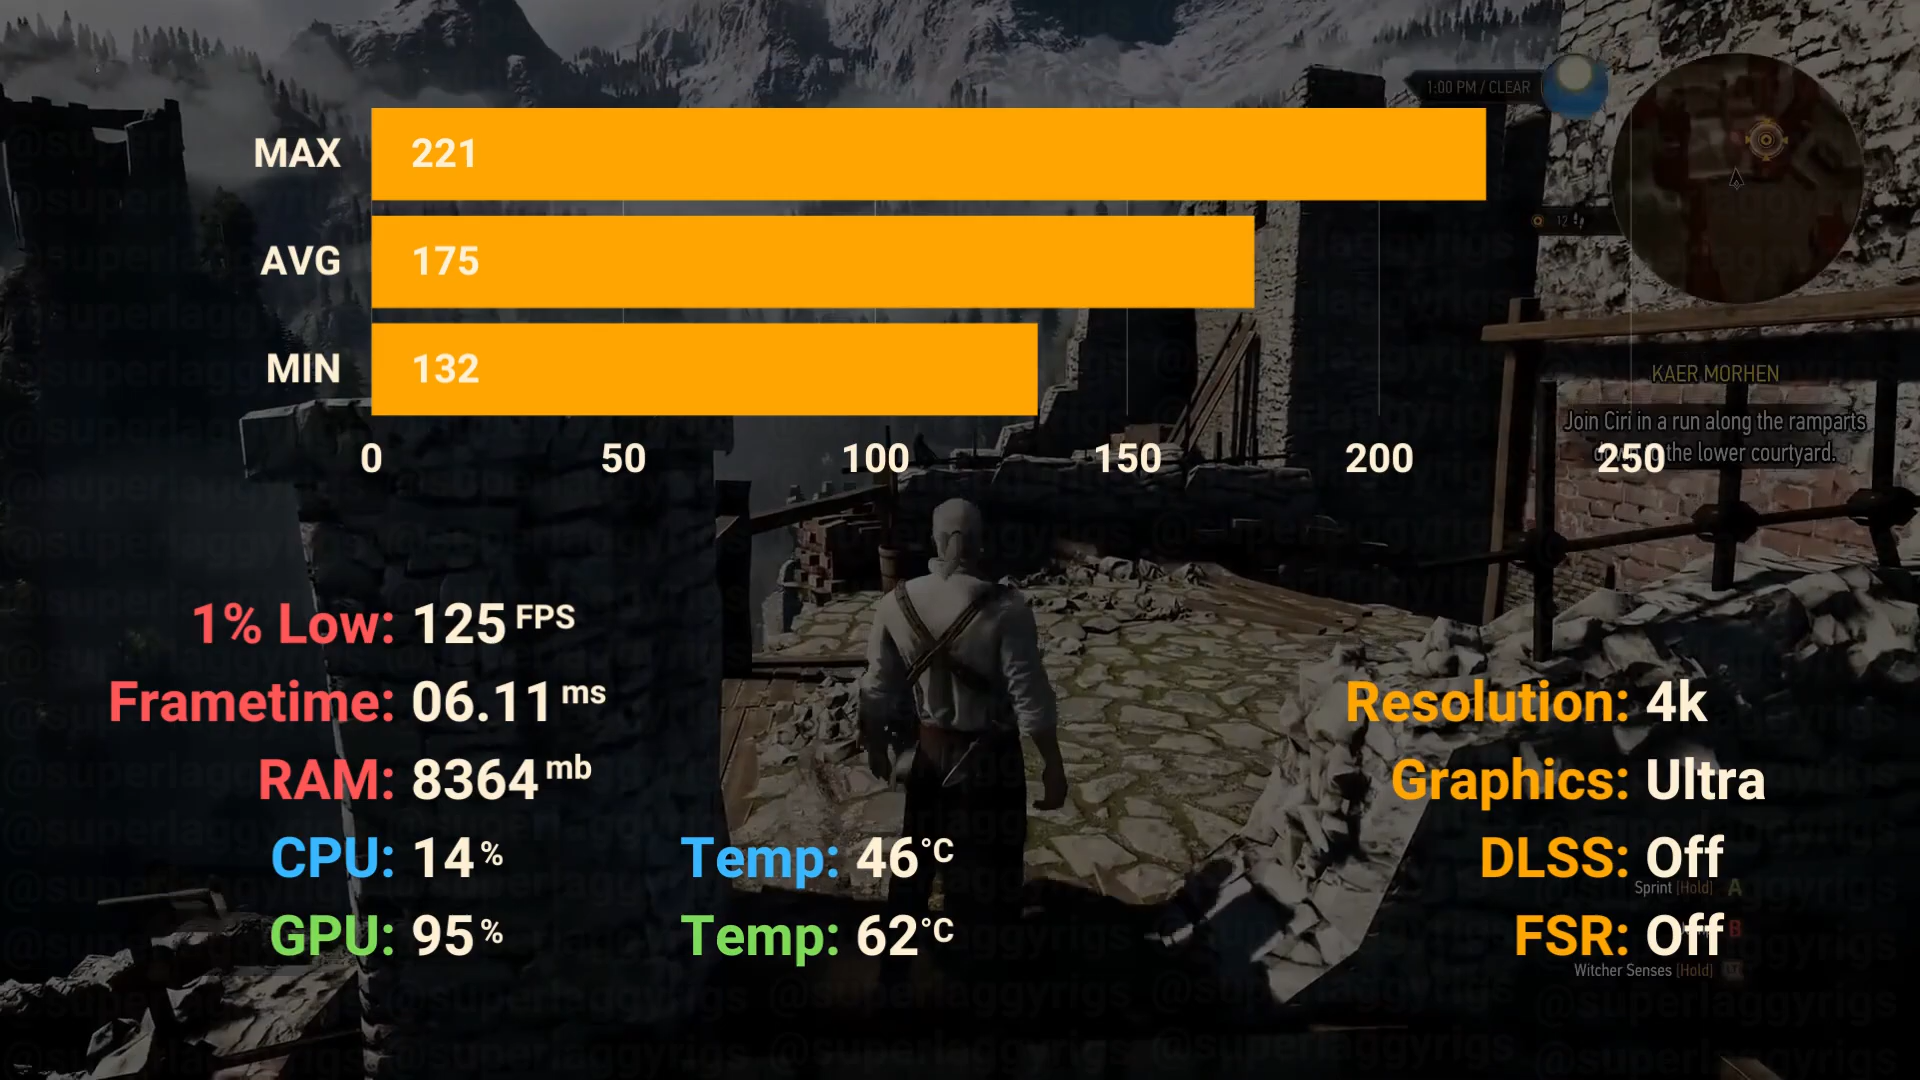 1:00 PM / CLEAR
MAX 221
AVG 175
12
MIN 132
KAER MORHEN
Join Ciri in a run along the ramparts
the lower courtyard.
0 50 100 150 200 250
1% Low: 125 FPS
Frametime: 06.11 ms
RAM: 8364 mb
CPU: 14 % Temp: 46 °C
GPU: 95 % Temp: 62 °C
Resolution: 4k
Graphics: Ultra
DLSS: Off
Sprint [Hold] A
FSR: Off
B
Witcher Senses [Hold] LT
@superlaggyrigs